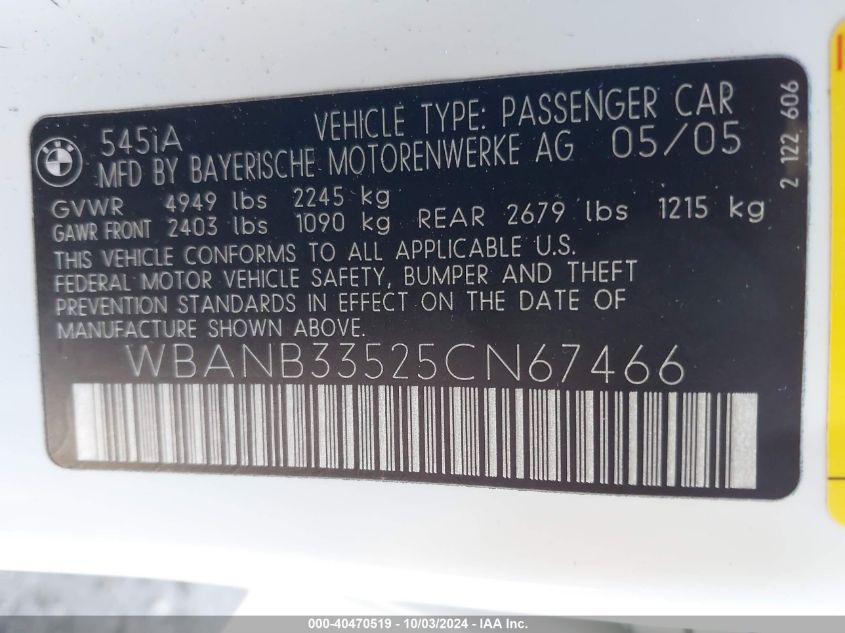 545iA VEHICLE TYPE: PASSENGER CAR
MFD BY BAYERISCHE MOTORENWERKE AG 05/05
GVWR 4949 lbs 2245 kg
GAWR FRONT 2403 lbs 1090 kg REAR 2679 lbs 1215 kg
THIS VEHICLE CONFORMS TO ALL APPLICABLE U.S.
FEDERAL MOTOR VEHICLE SAFETY, BUMPER AND THEFT
PREVENTION STANDARDS IN EFFECT ON THE DATE OF
MANUFACTURE SHOWN ABOVE.
WBANB33525CN67466
2 122 606
000-40470519 - 10/03/2024 - IAA Inc.